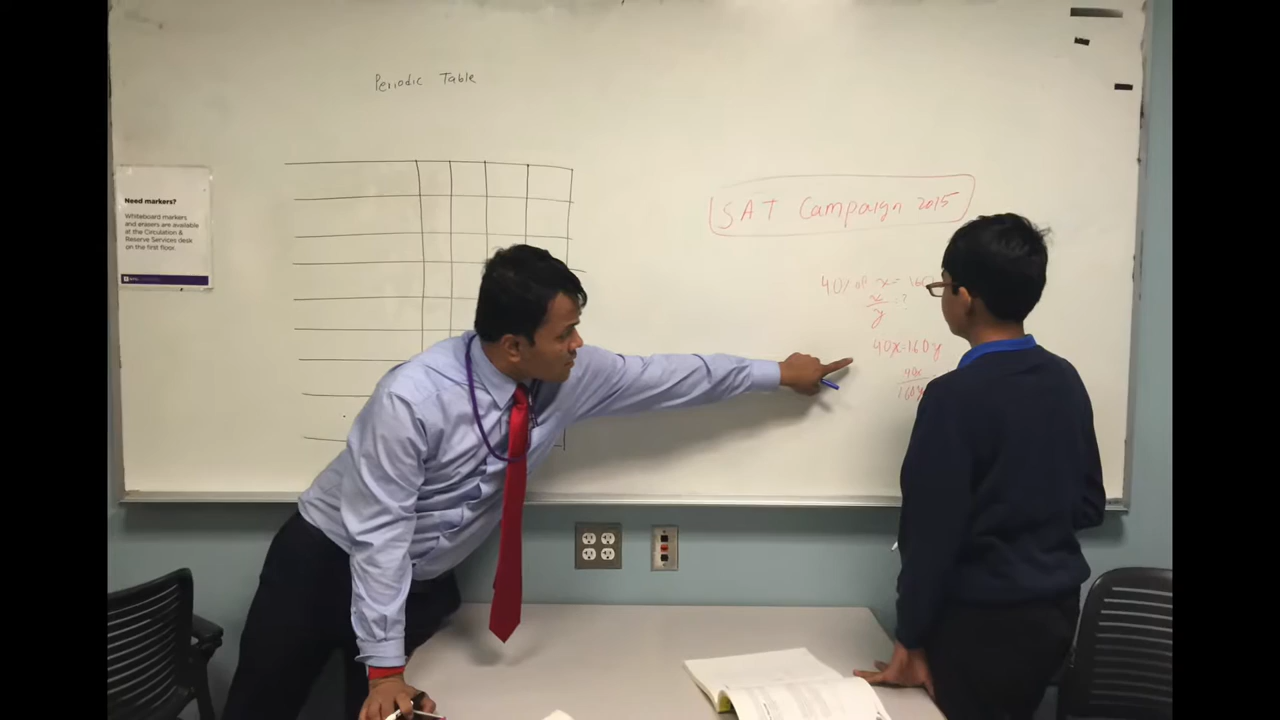 Periodic Table
Need markers?
Whiteboard markers
and erasers are available
at the Circulation &
Reserve Services desk
on the first floor.
SAT Campaign 2015
40% of x = 160
x
y ?
40x=160y
40x
160y